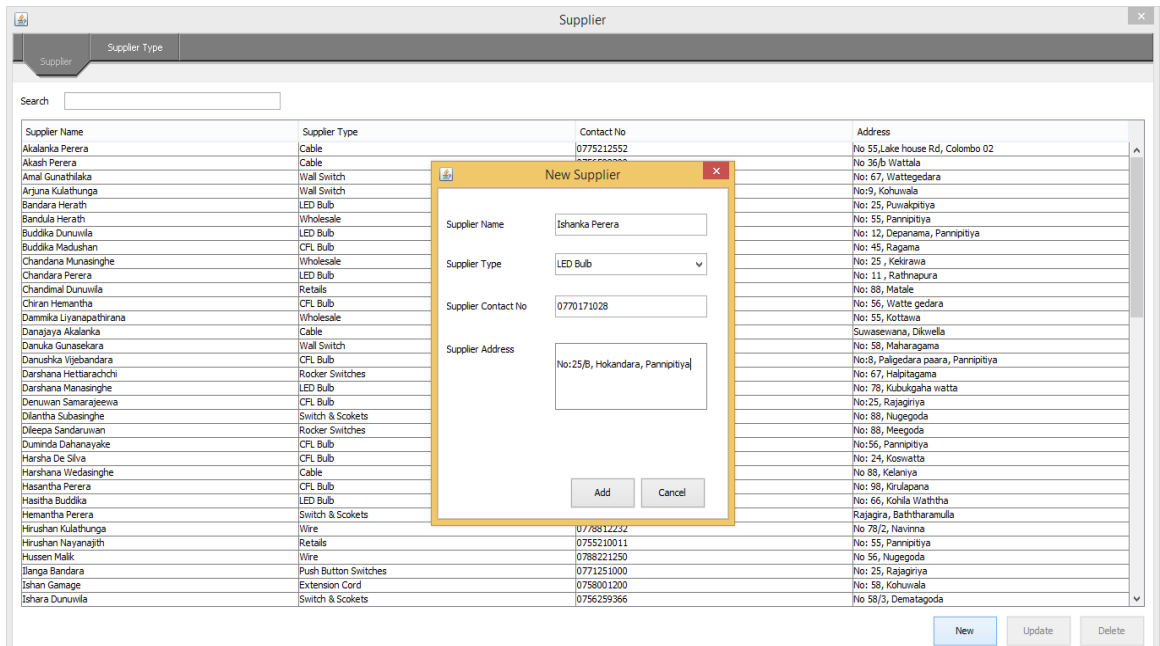 Supplier
Supplier Supplier Type
Search
Supplier Name Supplier Type Contact No Address
Akalanka Perera Cable 0775212552 No 55,Lake house Rd, Colombo 02
Akash Perera Cable No 36/b Wattala
Amal Gunathilaka Wall Switch No: 67, Wattegedara
Arjuna Kulathunga Wall Switch No:9, Kohuwala
Bandara Herath LED Bulb No: 25, Puwakpitiya
Bandula Herath Wholesale No: 55, Pannipitiya
Buddika Dunuwila LED Bulb No: 12, Depanama, Pannipitiya
Buddika Madushan CFL Bulb No: 45, Ragama
Chandana Munasinghe Wholesale No: 25 , Kekirawa
Chandara Perera LED Bulb No: 11 , Rathnapura
Chandimal Dunuwila Retails No: 88, Matale
Chiran Hemantha CFL Bulb No: 56, Watte gedara
Dammika Liyanapathirana Wholesale No: 55, Kottawa
Danajaya Akalanka Cable Suwasewana, Dikwella
Danuka Gunasekara Wall Switch No: 58, Maharagama
Danushka Vijebandara CFL Bulb No:8, Paligedara paara, Pannipitiya
Darshana Hettiarachchi Rocker Switches No: 67, Halpitagama
Darshana Manasinghe LED Bulb No: 78, Kubukgaha watta
Denuwan Samarajeewa CFL Bulb No:25, Rajagiriya
Dilantha Subasinghe Switch & Scokets No: 88, Nugegoda
Dileepa Sandaruwan Rocker Switches No: 88, Meegoda
Duminda Dahanayake CFL Bulb No:56, Pannipitiya
Harsha De Silva CFL Bulb No: 24, Koswatta
Harshana Wedasinghe Cable No 88, Kelaniya
Hasantha Perera CFL Bulb No: 98, Kirulapana
Hasitha Buddika LED Bulb No: 66, Kohila Waththa
Hemantha Perera Switch & Scokets Rajagira, Baththaramulla
Hirushan Kulathunga Wire 0778812232 No 78/2, Navinna
Hirushan Nayanajith Retails 0755210011 No: 55, Pannipitiya
Hussen Malik Wire 0788221250 No 56, Nugegoda
Ilanga Bandara Push Button Switches 0771251000 No: 25, Rajagiriya
Ishan Gamage Extension Cord 0758001200 No: 58, Kohuwala
Ishara Dunuwila Switch & Scokets 0756259366 No 58/3, Dematagoda
New Supplier
Supplier Name Ishanka Perera
Supplier Type LED Bulb
Supplier Contact No 0770171028
Supplier Address No:25/B, Hokandara, Pannipitiya
Add Cancel
New Update Delete